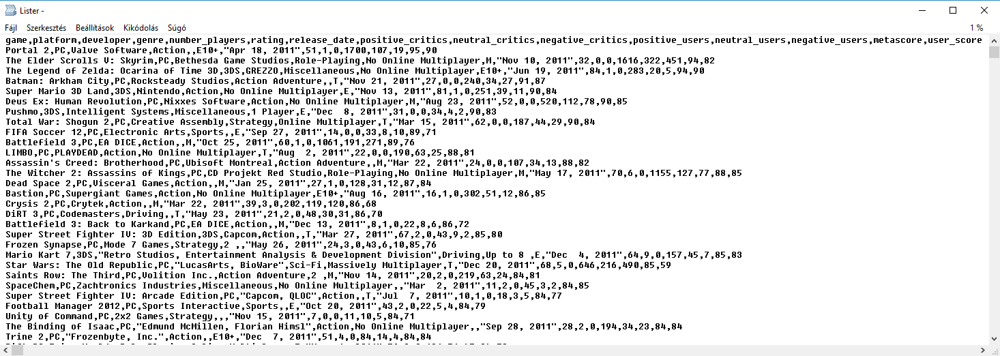 Lister -
Fájl Szerkesztés Beállítások Kikódolás Súgó 1 %
game,platform,developer,genre,number_players,rating,release_date,positive_critics,neutral_critics,negative_critics,positive_users,neutral_users,negative_users,metascore,user_score
Portal 2,PC,Valve Software,Action,,E10+,"Apr 18, 2011",51,1,0,1700,107,19,95,90
The Elder Scrolls V: Skyrim,PC,Bethesda Game Studios,Role-Playing,No Online Multiplayer,M,"Nov 10, 2011",32,0,0,1616,322,451,94,82
The Legend of Zelda: Ocarina of Time 3D,3DS,GREZZO,Miscellaneous,No Online Multiplayer,E10+,"Jun 19, 2011",84,1,0,283,20,5,94,90
Batman: Arkham City,PC,Rocksteady Studios,Action Adventure,,T,"Nov 21, 2011",27,0,0,240,34,27,91,87
Super Mario 3D Land,3DS,Nintendo,Action,No Online Multiplayer,E,"Nov 13, 2011",81,1,0,251,39,11,90,84
Deus Ex: Human Revolution,PC,Nixxes Software,Action,No Online Multiplayer,M,"Aug 23, 2011",52,0,0,520,112,78,90,85
Pushmo,3DS,Intelligent Systems,Miscellaneous,1 Player,E,"Dec  8, 2011",31,0,0,34,4,2,90,83
Total War: Shogun 2,PC,Creative Assembly,Strategy,Online Multiplayer,T,"Mar 15, 2011",62,0,0,187,44,29,90,84
FIFA Soccer 12,PC,Electronic Arts,Sports,,E,"Sep 27, 2011",14,0,0,33,8,10,89,71
Battlefield 3,PC,EA DICE,Action,,M,"Oct 25, 2011",60,1,0,1061,191,271,89,76
LIMBO,PC,PLAYDEAD,Action,No Online Multiplayer,T,"Aug  2, 2011",22,0,0,190,63,25,88,81
Assassin's Creed: Brotherhood,PC,Ubisoft Montreal,Action Adventure,,M,"Mar 22, 2011",24,0,0,107,34,13,88,82
The Witcher 2: Assassins of Kings,PC,CD Projekt Red Studio,Role-Playing,No Online Multiplayer,M,"May 17, 2011",70,6,0,1155,127,77,88,85
Dead Space 2,PC,Visceral Games,Action,,M,"Jan 25, 2011",27,1,0,128,31,12,87,84
Bastion,PC,Supergiant Games,Action,No Online Multiplayer,E10+,"Aug 16, 2011",16,1,0,302,51,12,86,85
Crysis 2,PC,Crytek,Action,,M,"Mar 22, 2011",39,3,0,202,119,120,86,68
DiRT 3,PC,Codemasters,Driving,,T,"May 23, 2011",21,2,0,48,30,31,86,70
Battlefield 3: Back to Karkand,PC,EA DICE,Action,,M,"Dec 13, 2011",8,1,0,22,8,6,86,72
Super Street Fighter IV: 3D Edition,3DS,Capcom,Action,,T,"Mar 27, 2011",67,2,0,43,9,2,85,80
Frozen Synapse,PC,Mode 7 Games,Strategy,2 ,,"May 26, 2011",24,3,0,43,6,10,85,76
Mario Kart 7,3DS,"Retro Studios, Entertainment Analysis & Development Division",Driving,Up to 8 ,E,"Dec  4, 2011",64,9,0,157,45,7,85,83
Star Wars: The Old Republic,PC,"LucasArts, BioWare",Sci-Fi,Massively Multiplayer,T,"Dec 20, 2011",68,5,0,646,216,490,85,59
Saints Row: The Third,PC,Volition Inc.,Action Adventure,2 ,M,"Nov 14, 2011",20,2,0,219,63,24,84,81
SpaceChem,PC,Zachtronics Industries,Miscellaneous,No Online Multiplayer,,"Mar  2, 2011",11,2,0,45,3,2,84,85
Super Street Fighter IV: Arcade Edition,PC,"Capcom, QLOC",Action,,T,"Jul  7, 2011",10,1,0,18,3,5,84,77
Football Manager 2012,PC,Sports Interactive,Sports,,E,"Oct 20, 2011",43,2,0,22,5,4,84,79
Unity of Command,PC,2x2 Games,Strategy,,,"Nov 15, 2011",7,0,0,11,10,5,84,71
The Binding of Isaac,PC,"Edmund McMillen, Florian Himsl",Action,No Online Multiplayer,,"Sep 28, 2011",28,2,0,194,34,23,84,84
Trine 2,PC,"Frozenbyte, Inc.",Action,,E10+,"Dec  7, 2011",51,4,0,84,14,4,84,84